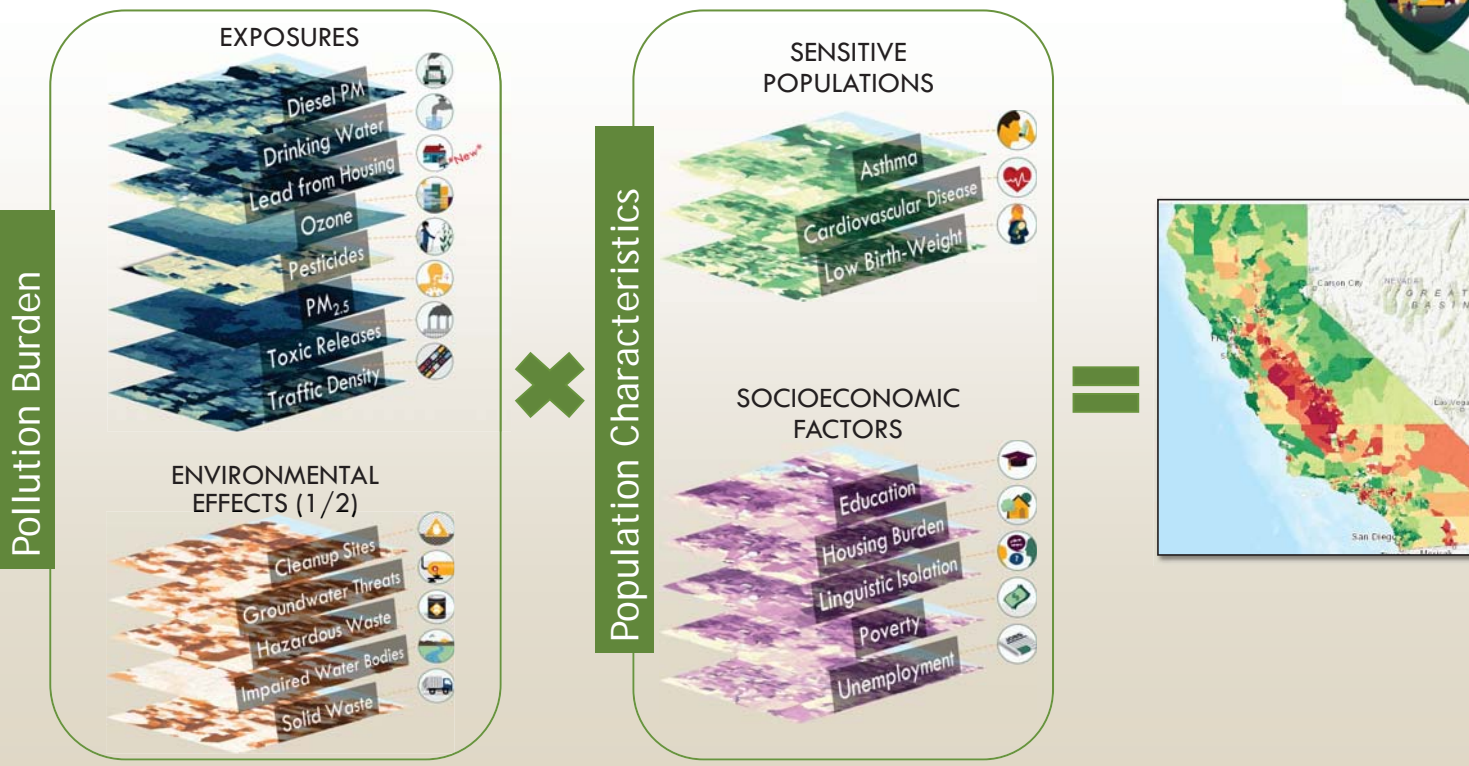 Pollution Burden
EXPOSURES
Diesel PM
Drinking Water
Lead from Housing
*New*
Ozone
Pesticides
PM2.5
Toxic Releases
Traffic Density
ENVIRONMENTAL
EFFECTS (1/2)
Cleanup Sites
Groundwater Threats
Hazardous Waste
Impaired Water Bodies
Solid Waste
Population Characteristics
SENSITIVE
POPULATIONS
Asthma
Cardiovascular Disease
Low Birth-Weight
SOCIOECONOMIC
FACTORS
Education
Housing Burden
Linguistic Isolation
Poverty
Unemployment
Carson City
NEVADA
GREAT
BASIN
San Dieg